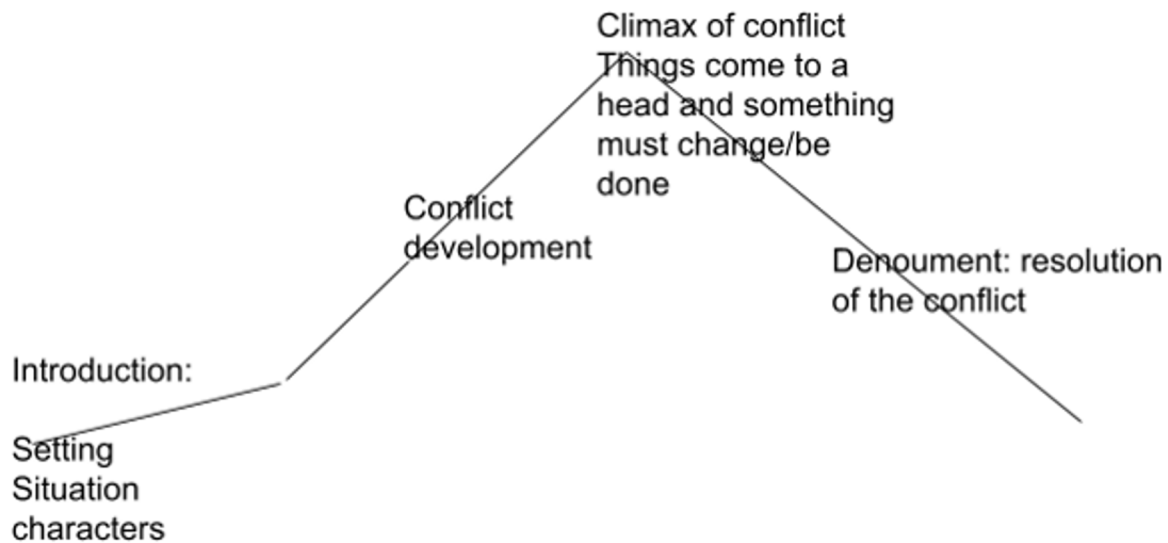 Introduction:
Setting
Situation
characters
Conflict
development
Climax of conflict
Things come to a
head and something
must change/be
done
Denoument: resolution
of the conflict